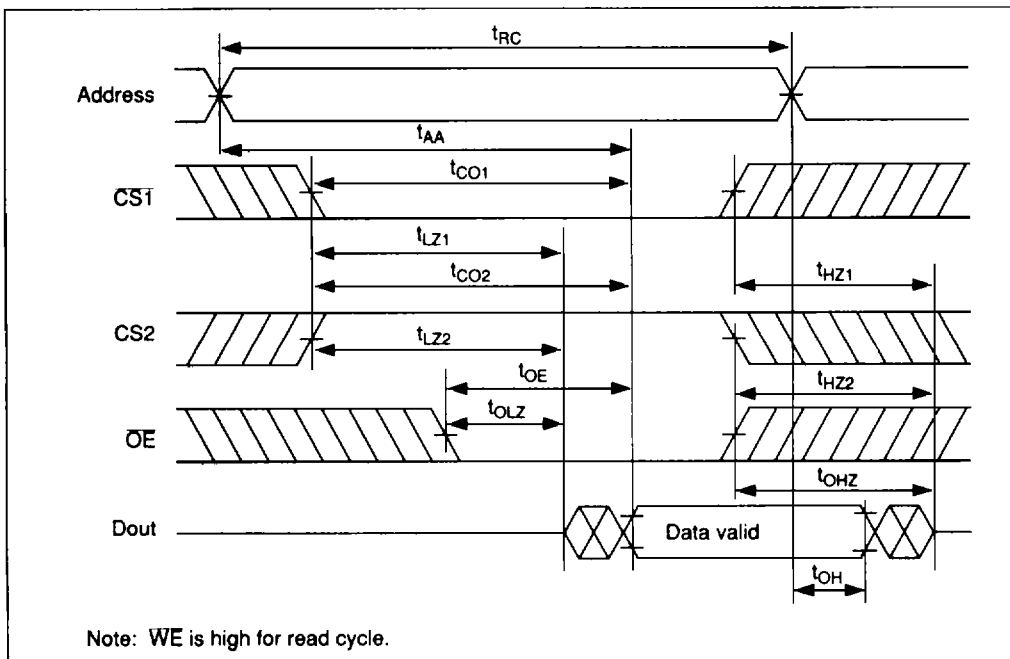 tRC
Address
tAA
tCO1
CS1
tLZ1
tCO2
tHZ1
CS2
tLZ2
tOE
tHZ2
tOLZ
OE
tOHZ
Dout
Data valid
tOH
Note: WE is high for read cycle.